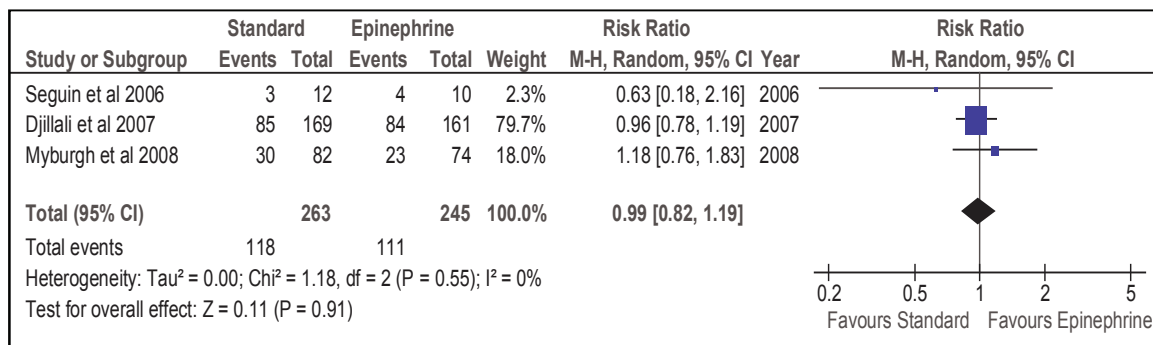 Standard Epinephrine Risk Ratio Risk Ratio
Study or Subgroup Events Total Events Total Weight M-H, Random, 95% CI Year M-H, Random, 95% CI
Seguin et al 2006 3 12 4 10 2.3% 0.63 [0.18, 2.16] 2006
Djillali et al 2007 85 169 84 161 79.7% 0.96 [0.78, 1.19] 2007
Myburgh et al 2008 30 82 23 74 18.0% 1.18 [0.76, 1.83] 2008
Total (95% CI) 263 245 100.0% 0.99 [0.82, 1.19]
Total events 118 111
Heterogeneity: Tau² = 0.00; Chi² = 1.18, df = 2 (P = 0.55); I² = 0%
Test for overall effect: Z = 0.11 (P = 0.91)
0.2 0.5 1 2 5
Favours Standard Favours Epinephrine